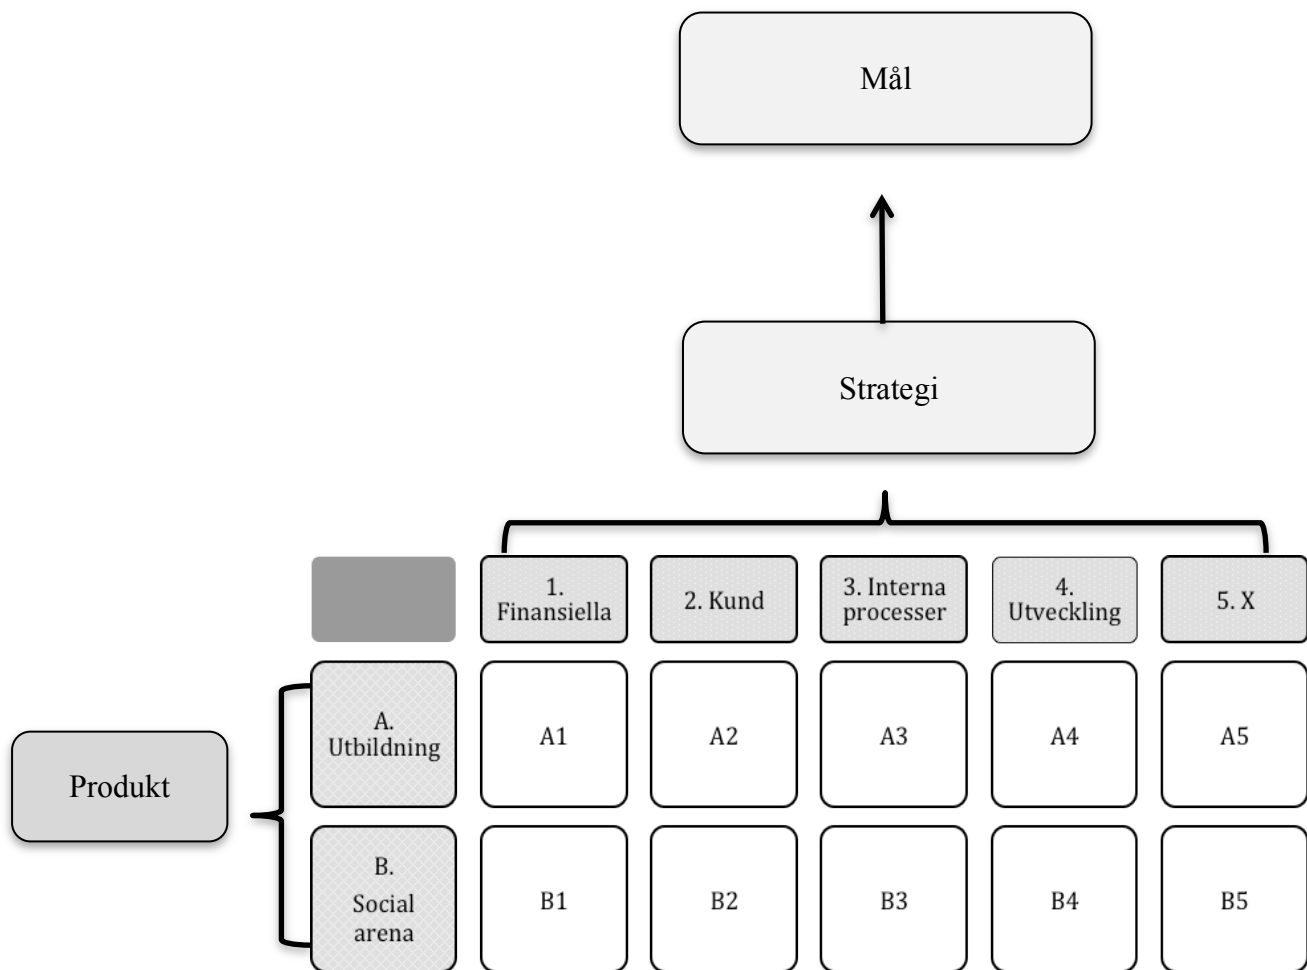 Mål
Strategi
1.
Finansiella
2. Kund
3. Interna
processer
4.
Utveckling
5. X
A.
Utbildning
A1
A2
A3
A4
A5
Produkt
B.
Social
arena
B1
B2
B3
B4
B5